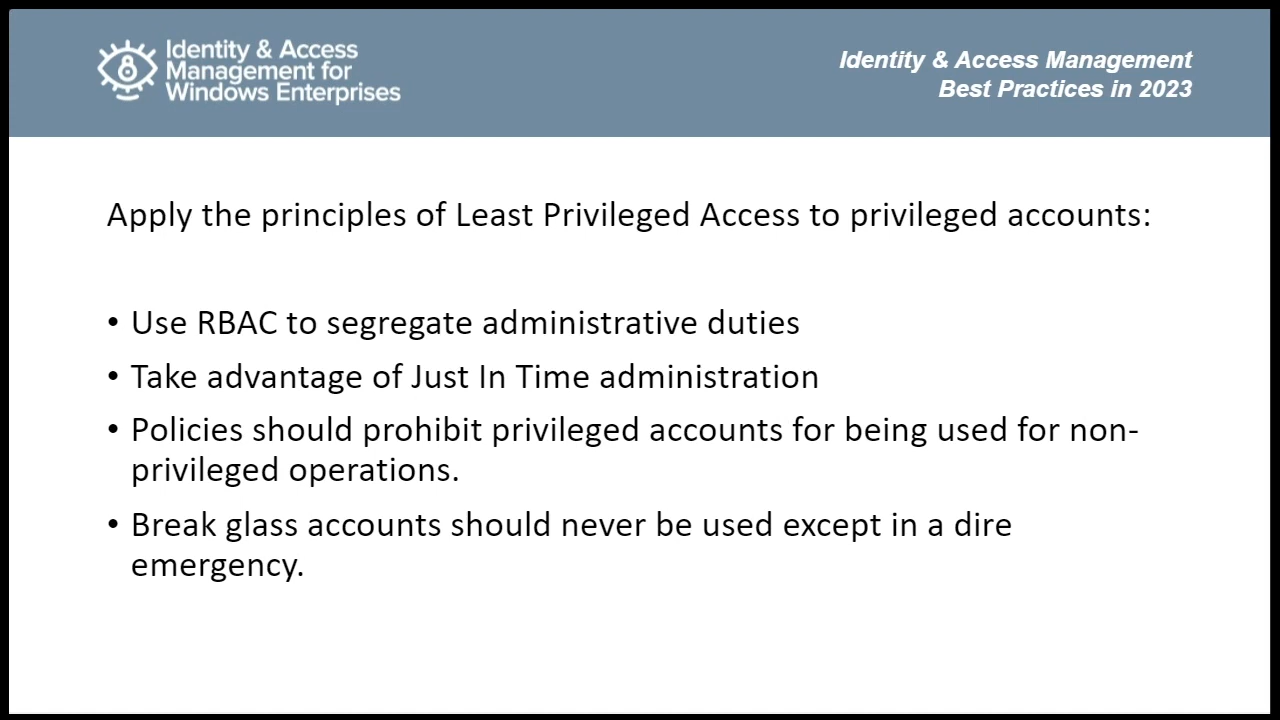 Identity & Access
Management for
Windows Enterprises
Identity & Access Management
Best Practices in 2023
Apply the principles of Least Privileged Access to privileged accounts:
• Use RBAC to segregate administrative duties
• Take advantage of Just In Time administration
• Policies should prohibit privileged accounts for being used for non-
privileged operations.
• Break glass accounts should never be used except in a dire
emergency.